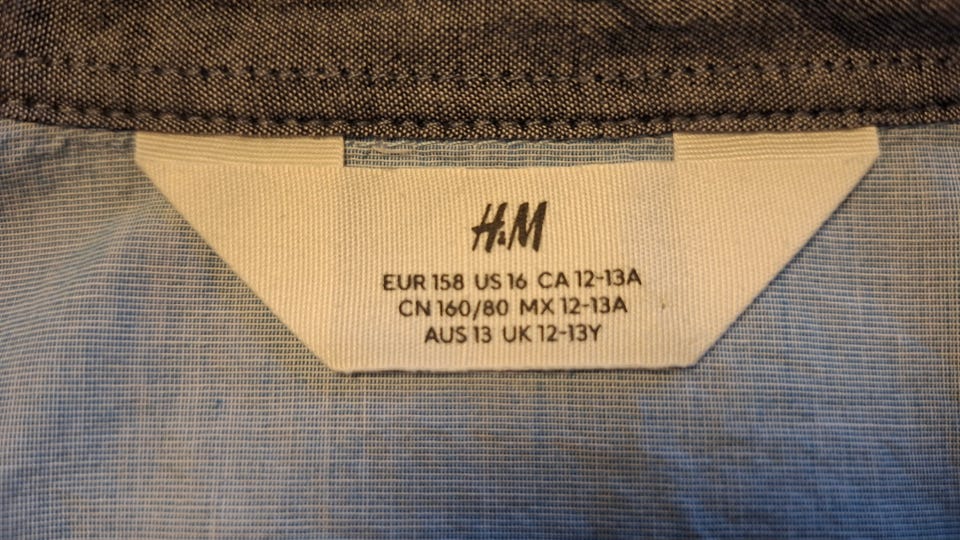 H&M
EUR 158 US 16 CA 12-13A
CN 160/80 MX 12-13A
AUS 13 UK 12-13Y